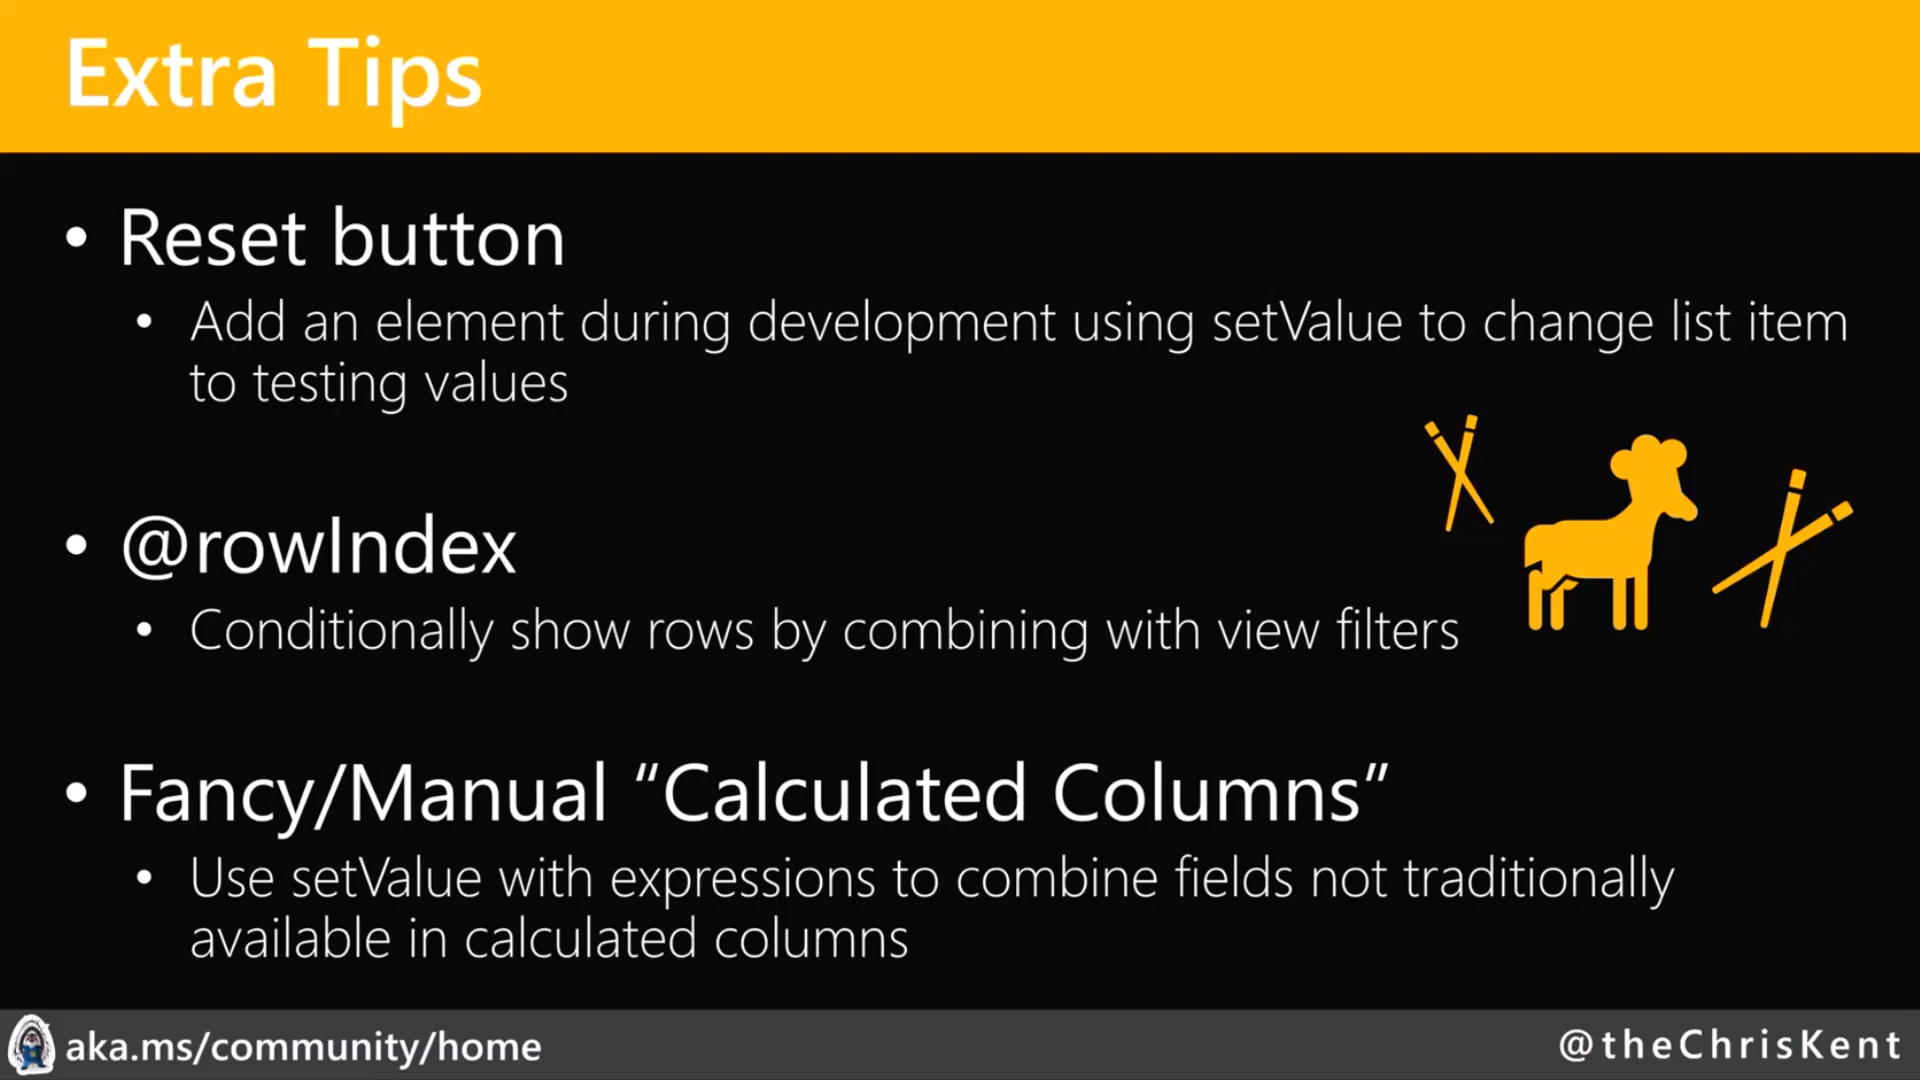 Extra Tips
• Reset button
• Add an element during development using setValue to change list item
to testing values
• @rowIndex
• Conditionally show rows by combining with view filters
• Fancy/Manual “Calculated Columns”
• Use setValue with expressions to combine fields not traditionally
available in calculated columns
aka.ms/community/home
@theChrisKent